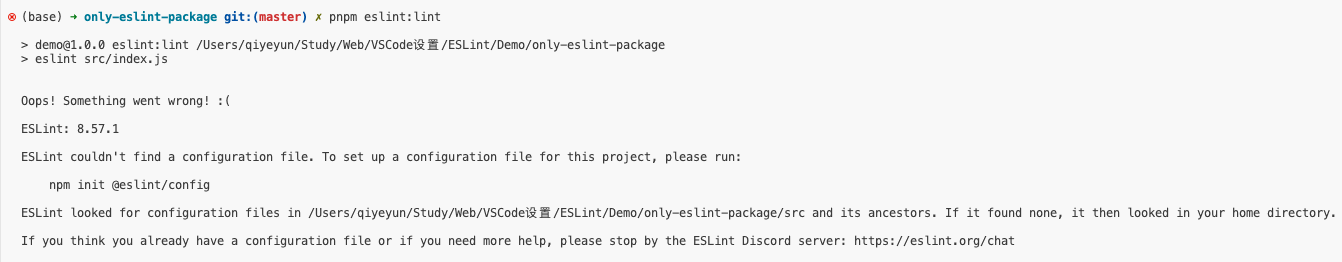 (base) ➜ only-eslint-package git:(master) ✗ pnpm eslint:lint
> demo@1.0.0 eslint:lint /Users/qiyeyun/Study/Web/VSCode设置/ESLint/Demo/only-eslint-package
> eslint src/index.js
Oops! Something went wrong! :(
ESLint: 8.57.1
ESLint couldn't find a configuration file. To set up a configuration file for this project, please run:
npm init @eslint/config
ESLint looked for configuration files in /Users/qiyeyun/Study/Web/VSCode设置/ESLint/Demo/only-eslint-package/src and its ancestors. If it found none, it then looked in your home directory.
If you think you already have a configuration file or if you need more help, please stop by the ESLint Discord server: https://eslint.org/chat